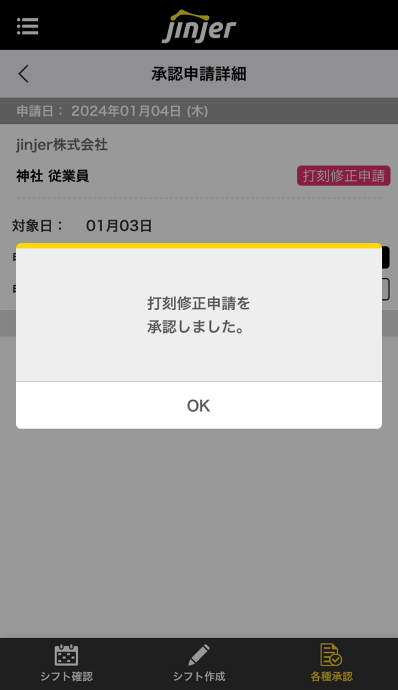 jinjer
承認申請詳細
申請日： 2024年01月04日 (木)
jinjer株式会社
神社 従業員
打刻修正申請
対象日： 01月03日
打刻修正申請を
承認しました。
OK
シフト確認
シフト作成
各種承認